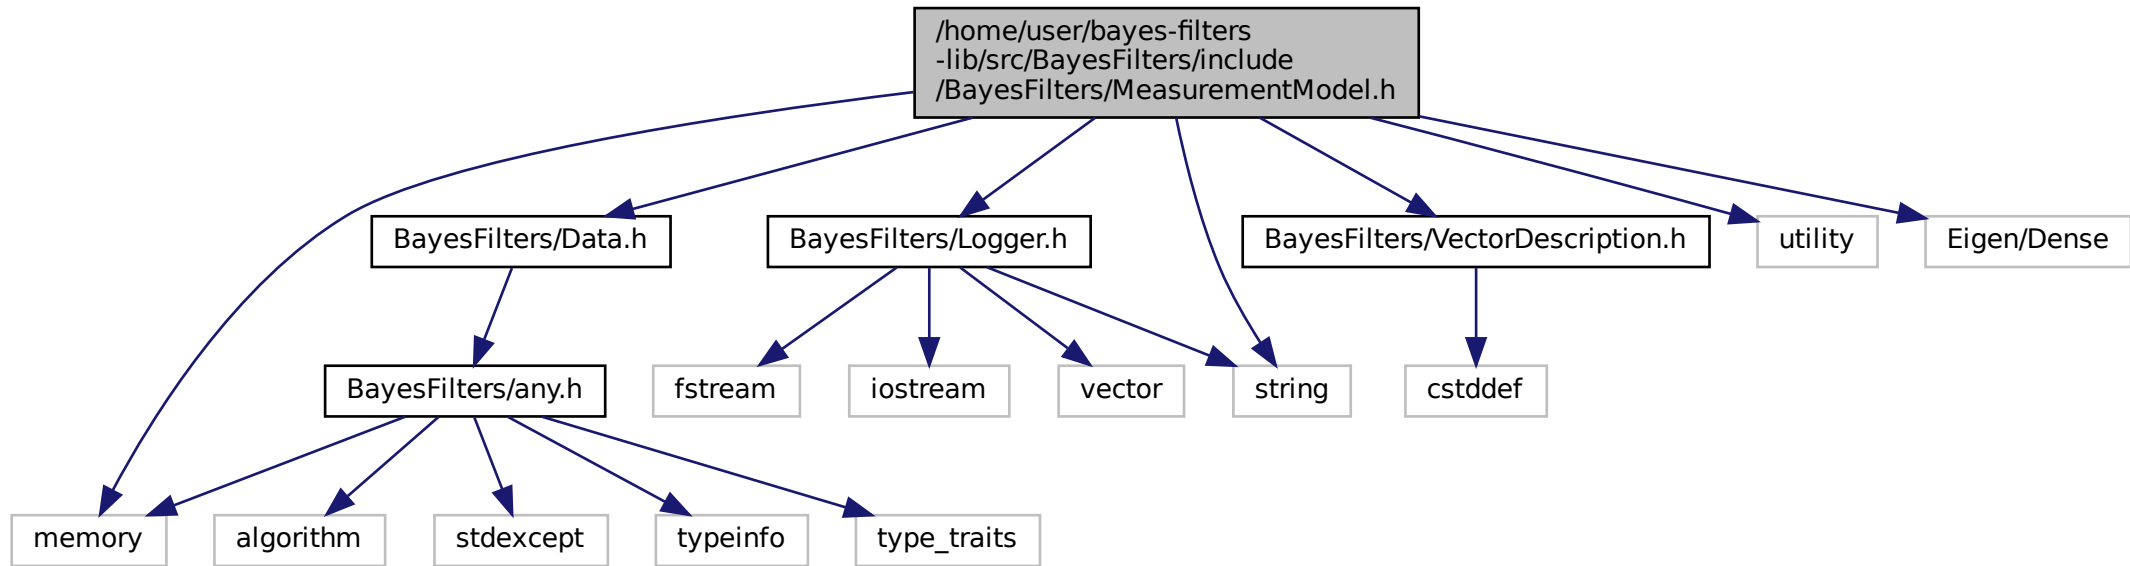 /home/user/bayes-filters
-lib/src/BayesFilters/include
/BayesFilters/MeasurementModel.h
BayesFilters/Data.h
BayesFilters/Logger.h
BayesFilters/VectorDescription.h
utility
Eigen/Dense
BayesFilters/any.h
fstream
iostream
vector
string
cstddef
memory
algorithm
stdexcept
typeinfo
type_traits